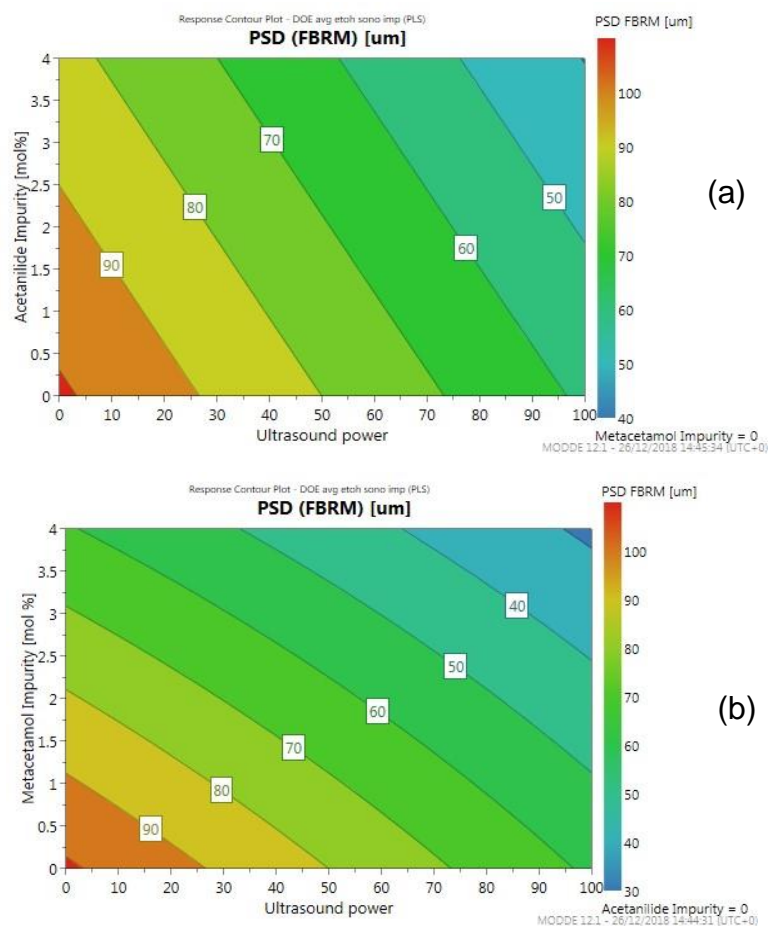 Response Contour Plot - DOE avg etoh sono imp (PLS)
PSD (FBRM) [um]
PSD FBRM [um]
4
3.5
3
2.5
2
1.5
1
0.5
0
Acetanilide Impurity [mol%]
70
80
90
60
50
0 10 20 30 40 50 60 70 80 90 100
Ultrasound power
100
90
80
70
60
50
40
Metacetamol Impurity = 0
MODDE 12.1 - 26/12/2018 14:45:34 (UTC+0)
(a)
Response Contour Plot - DOE avg etoh sono imp (PLS)
PSD (FBRM) [um]
PSD FBRM [um]
4
3.5
3
2.5
2
1.5
1
0.5
0
Metacetamol Impurity [mol %]
40
50
60
70
80
90
0 10 20 30 40 50 60 70 80 90 100
Ultrasound power
100
90
80
70
60
50
40
30
Acetanilide Impurity = 0
MODDE 12.1 - 26/12/2018 14:44:31 (UTC+0)
(b)